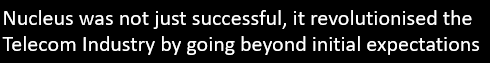 Nucleus was not just successful, it revolutionised the
Telecom Industry by going beyond initial expectations